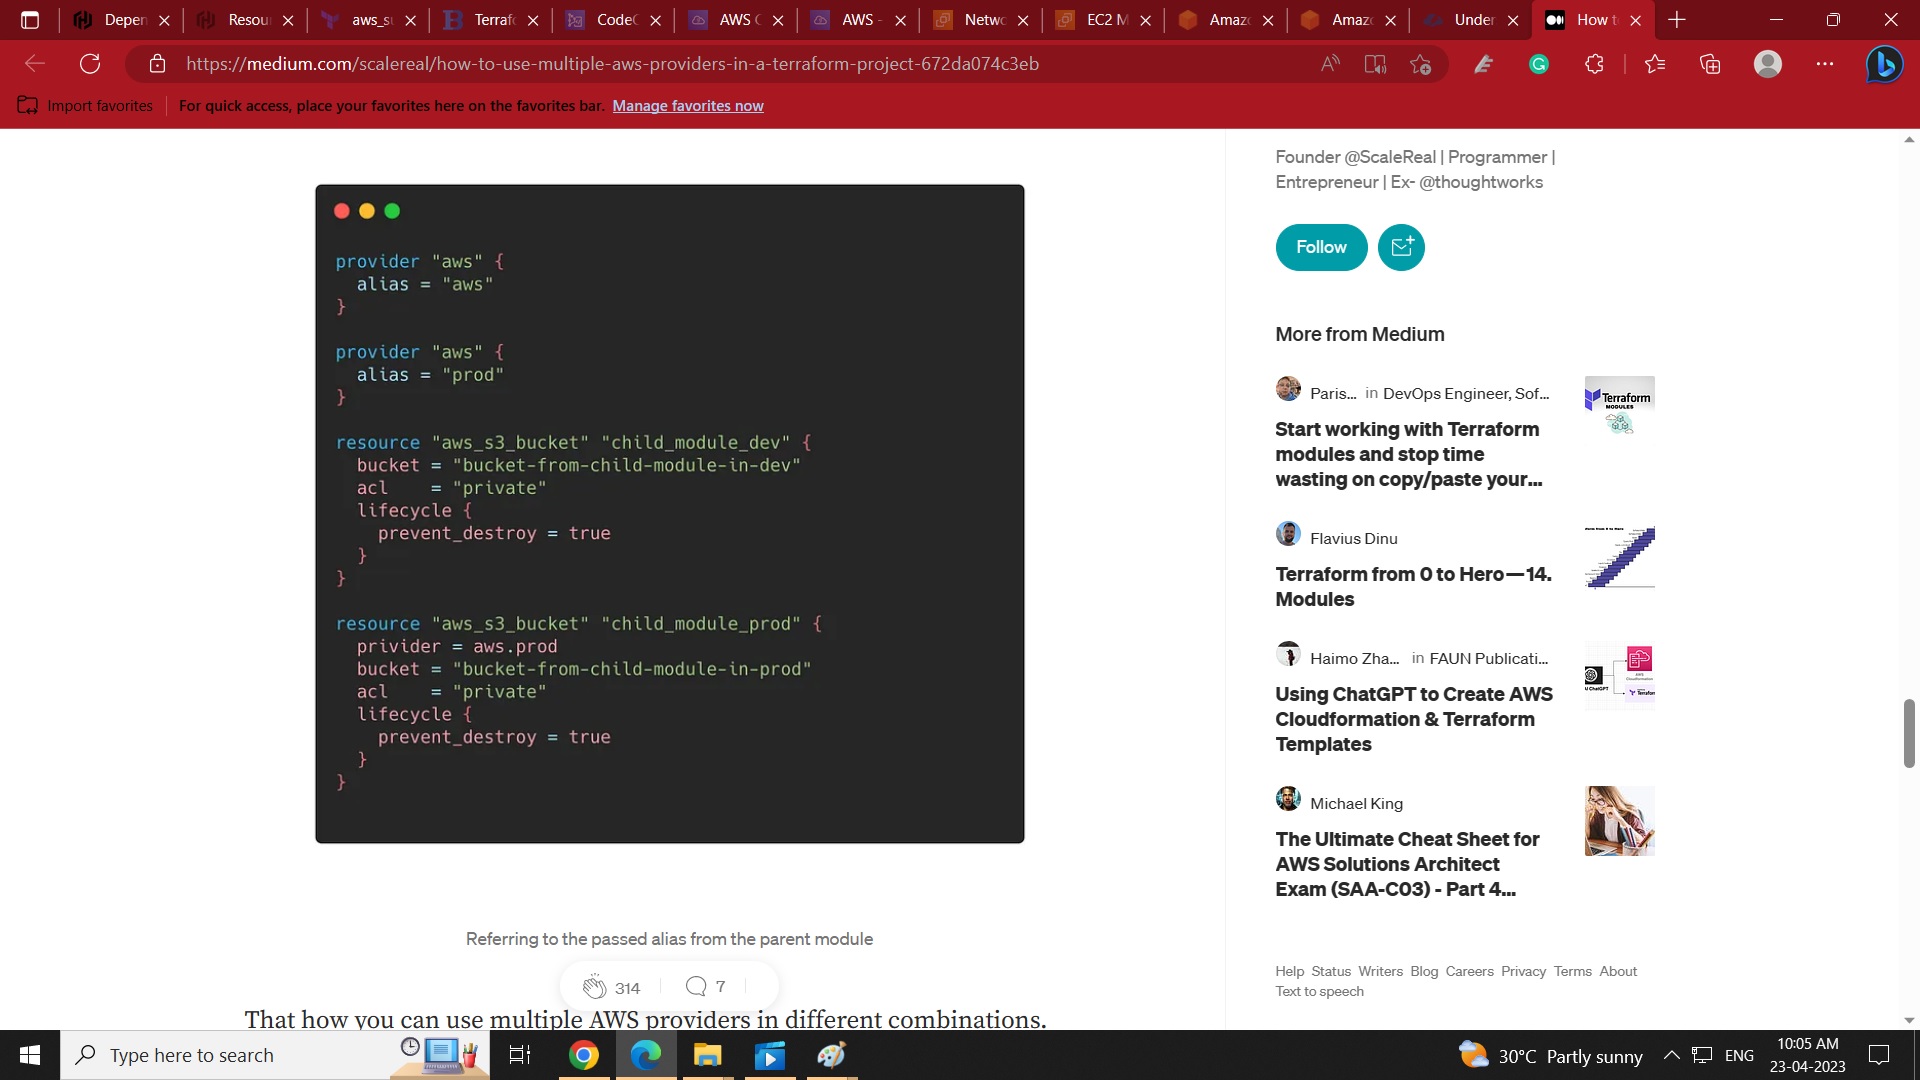 Depen
Resou
aws_su
Terrafo
CodeC
AWS C
AWS -
Netwo
EC2 M
Amazo
Amazo
Under
How to
https://medium.com/scalereal/how-to-use-multiple-aws-providers-in-a-terraform-project-672da074c3eb
Import favorites
For quick access, place your favorites here on the favorites bar. Manage favorites now
provider "aws" {
alias = "aws"
}
provider "aws" {
alias = "prod"
}
resource "aws_s3_bucket" "child_module_dev" {
bucket = "bucket-from-child-module-in-dev"
acl = "private"
lifecycle {
prevent_destroy = true
}
}
resource "aws_s3_bucket" "child_module_prod" {
privider = aws.prod
bucket = "bucket-from-child-module-in-prod"
acl = "private"
lifecycle {
prevent_destroy = true
}
}
Referring to the passed alias from the parent module
314
7
That how you can use multiple AWS providers in different combinations.
Founder @ScaleReal | Programmer |
Entrepreneur | Ex- @thoughtworks
Follow
More from Medium
Paris... in DevOps Engineer, Sof...
Start working with Terraform
modules and stop time
wasting on copy/paste your...
Terraform
MODULES
Flavius Dinu
Terraform from 0 to Hero — 14.
Modules
Haimo Zha... in FAUN Publicati...
Using ChatGPT to Create AWS
Cloudformation & Terraform
Templates
Michael King
The Ultimate Cheat Sheet for
AWS Solutions Architect
Exam (SAA-C03) - Part 4...
Help Status Writers Blog Careers Privacy Terms About
Text to speech
Type here to search
30°C Partly sunny
ENG
10:05 AM
23-04-2023